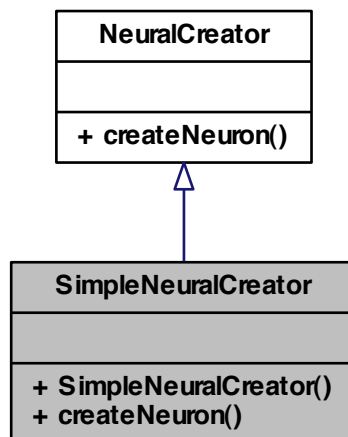 NeuralCreator
+ createNeuron()
SimpleNeuralCreator
+ SimpleNeuralCreator()
+ createNeuron()